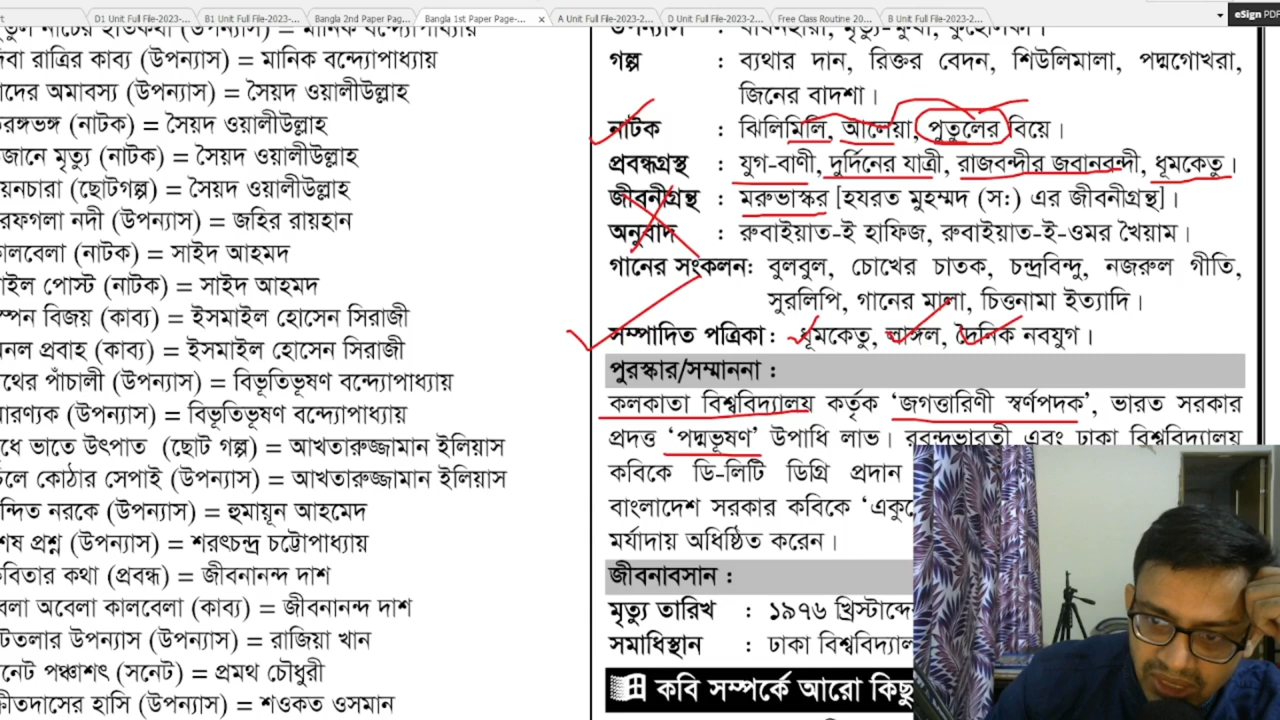 D1 Unit Full File-2023-...
B1 Unit Full File-2023-...
Bangla 2nd Paper Pag...
Bangla 1st Paper Page-...
A Unit Full File-2023-2...
D Unit Full File-2023-2...
Free Class Routine 20...
B Unit Full File-2023-2...
eSign PDF
(উপন্যাস) = মানিক বন্দ্যোপাধ্যায়
দিবা রাত্রির কাব্য (উপন্যাস) = মানিক বন্দ্যোপাধ্যায়
াদের অমাবস্য (উপন্যাস) = সৈয়দ ওয়ালীউল্লাহ
রঙ্গভঙ্গ (নাটক) = সৈয়দ ওয়ালীউল্লাহ
জানে মৃত্যু (নাটক) = সৈয়দ ওয়ালীউল্লাহ
য়নচারা (ছোটগল্প) = সৈয়দ ওয়ালীউল্লাহ
রফগলা নদী (উপন্যাস) = জহির রায়হান
ালবেলা (নাটক) = সাইদ আহমদ
াইল পোস্ট (নাটক) = সাইদ আহমদ
স্পেন বিজয় (কাব্য) = ইসমাইল হোসেন সিরাজী
নল প্রবাহ (কাব্য) = ইসমাইল হোসেন সিরাজী
থের পাঁচালী (উপন্যাস) = বিভূতিভূষণ বন্দ্যোপাধ্যায়
ারণ্যক (উপন্যাস) = বিভূতিভূষণ বন্দ্যোপাধ্যায়
ধে ভাতে উৎপাত (ছোট গল্প) = আখতারুজ্জামান ইলিয়াস
লে কোঠার সেপাই (উপন্যাস) = আখতারুজ্জামান ইলিয়াস
ন্দিত নরকে (উপন্যাস) = হুমায়ূন আহমেদ
শেষ প্রশ্ন (উপন্যাস) = শরৎচন্দ্র চট্টোপাধ্যায়
বিতার কথা (প্রবন্ধ) = জীবনানন্দ দাশ
বেলা অবেলা কালবেলা (কাব্য) = জীবনানন্দ দাশ
টতলার উপন্যাস (উপন্যাস) = রাজিয়া খান
নেট পঞ্চাশৎ (সনেট) = প্রমথ চৌধুরী
ক্রীতদাসের হাসি (উপন্যাস) = শওকত ওসমান
উপন্যাস : বাঁধনহারা, মৃত্যু-ক্ষুধা, কুহেলিকা।
গল্প : ব্যথার দান, রিক্তর বেদন, শিউলিমালা, পদ্মগোখরা,
জিনের বাদশা।
নাটক : ঝিলিমিলি, আলেয়া, পুতুলের বিয়ে।
প্রবন্ধগ্রন্থ : যুগ-বাণী, দুর্দিনের যাত্রী, রাজবন্দীর জবানবন্দী, ধূমকেতু।
জীবনীগ্রন্থ : মরুভাস্কর [হযরত মুহম্মদ (স:) এর জীবনীগ্রন্থ]।
অনুবাদ : রুবাইয়াত-ই হাফিজ, রুবাইয়াত-ই-ওমর খৈয়াম।
গানের সংকলন: বুলবুল, চোখের চাতক, চন্দ্রবিন্দু, নজরুল গীতি,
সুরলিপি, গানের মালা, চিত্তনামা ইত্যাদি।
সম্পাদিত পত্রিকা: ধূমকেতু, লাঙ্গল, দৈনিক নবযুগ।
পুরস্কার/সম্মাননা :
কলকাতা বিশ্ববিদ্যালয় কর্তৃক ‘জগত্তারিণী স্বর্ণপদক’, ভারত সরকার
প্রদত্ত ‘পদ্মভূষণ’ উপাধি লাভ। রবন্দ্রভারতী এবং ঢাকা বিশ্ববিদ্যালয়
কবিকে ডি-লিটি ডিগ্রি প্রদান
বাংলাদেশ সরকার কবিকে ‘একুে
মর্যাদায় অধিষ্ঠিত করেন।
জীবনাবসান :
মৃত্যু তারিখ : ১৯৭৬ খ্রিস্টাব্দে
সমাধিস্থান : ঢাকা বিশ্ববিদ্যাল
কবি সম্পর্কে আরো কিছু